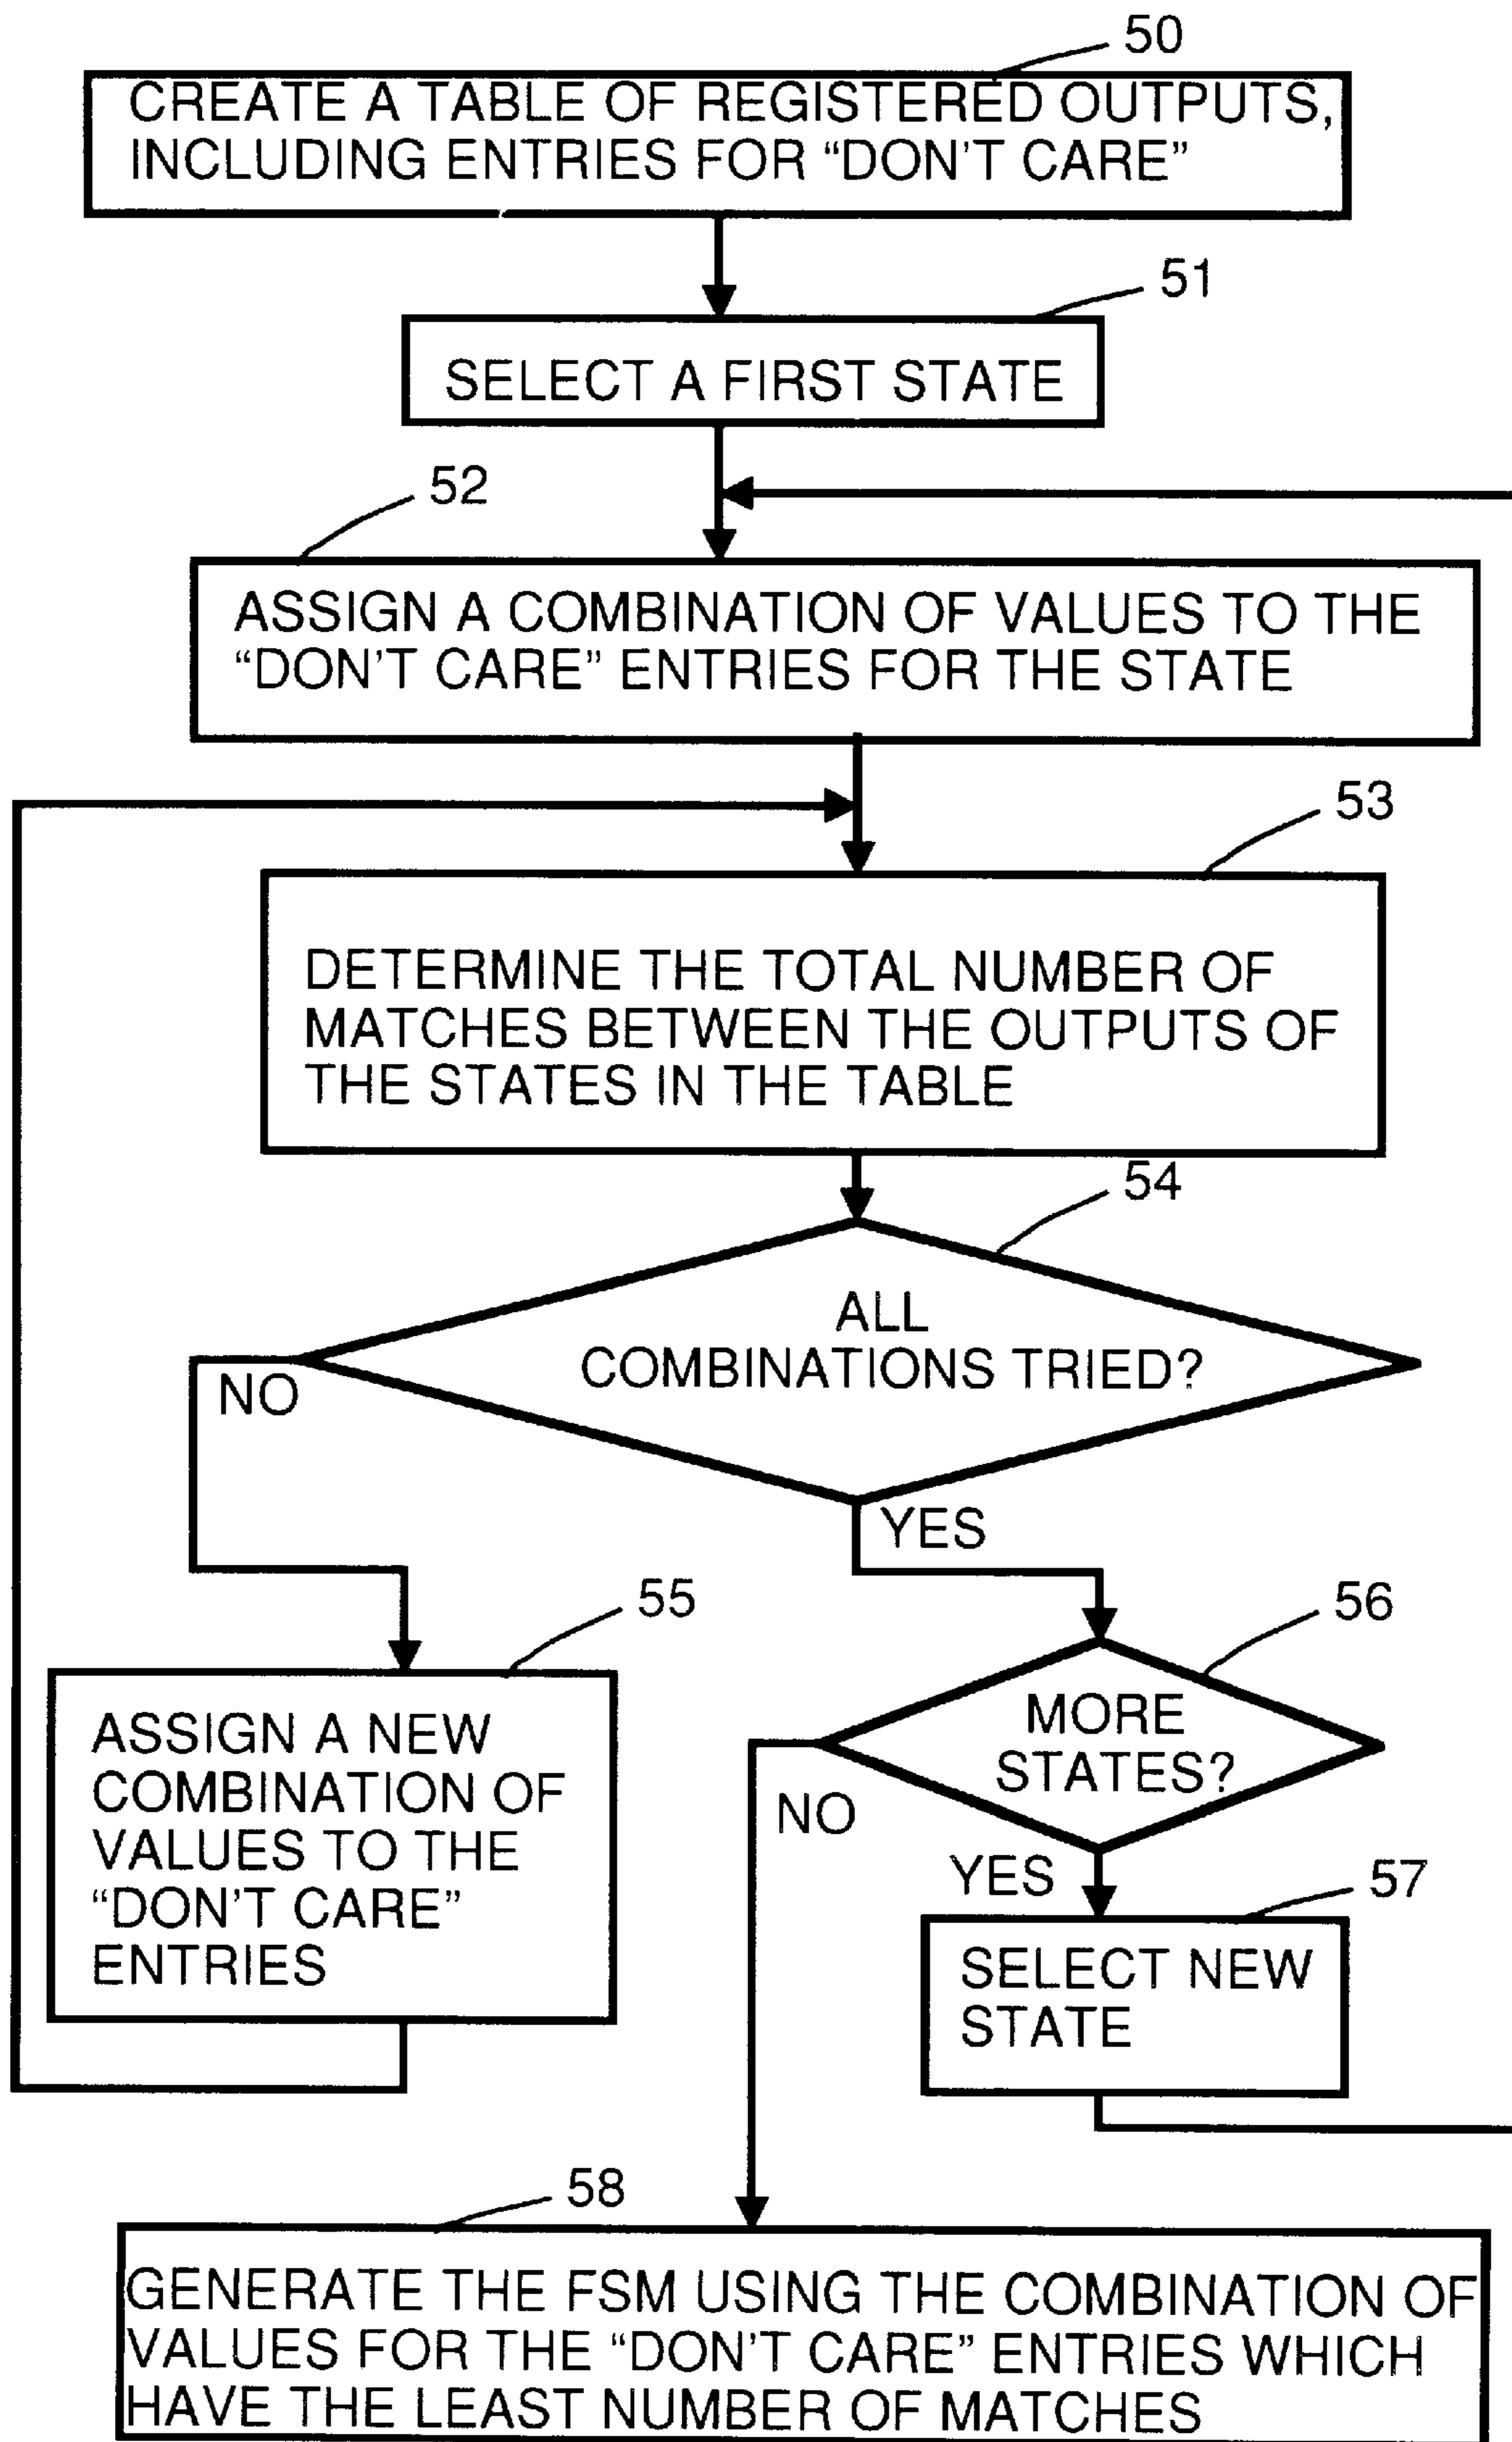 50
CREATE A TABLE OF REGISTERED OUTPUTS,
INCLUDING ENTRIES FOR “DON'T CARE”
51
SELECT A FIRST STATE
52
ASSIGN A COMBINATION OF VALUES TO THE
“DON'T CARE” ENTRIES FOR THE STATE
53
DETERMINE THE TOTAL NUMBER OF
MATCHES BETWEEN THE OUTPUTS OF
THE STATES IN THE TABLE
54
ALL
COMBINATIONS TRIED?
NO
YES
55
ASSIGN A NEW
COMBINATION OF
VALUES TO THE
“DON'T CARE”
ENTRIES
56
MORE
STATES?
NO
YES
57
SELECT NEW
STATE
58
GENERATE THE FSM USING THE COMBINATION OF
VALUES FOR THE “DON'T CARE” ENTRIES WHICH
HAVE THE LEAST NUMBER OF MATCHES